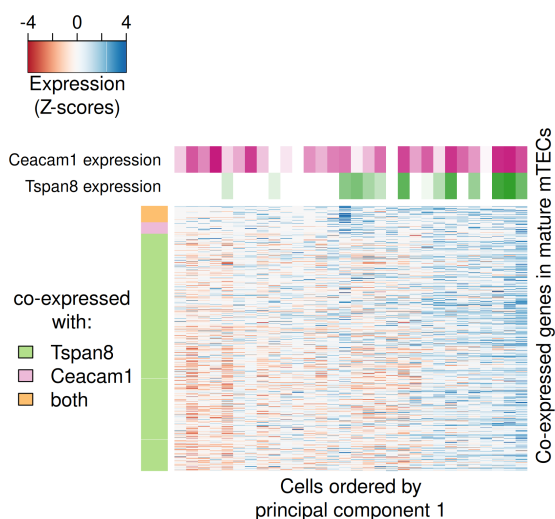 -4 0 4
Expression
(Z-scores)
Ceacam1 expression
Tspan8 expression
co-expressed
with:
Tspan8
Ceacam1
both
Co-expressed genes in mature mTECs
Cells ordered by
principal component 1